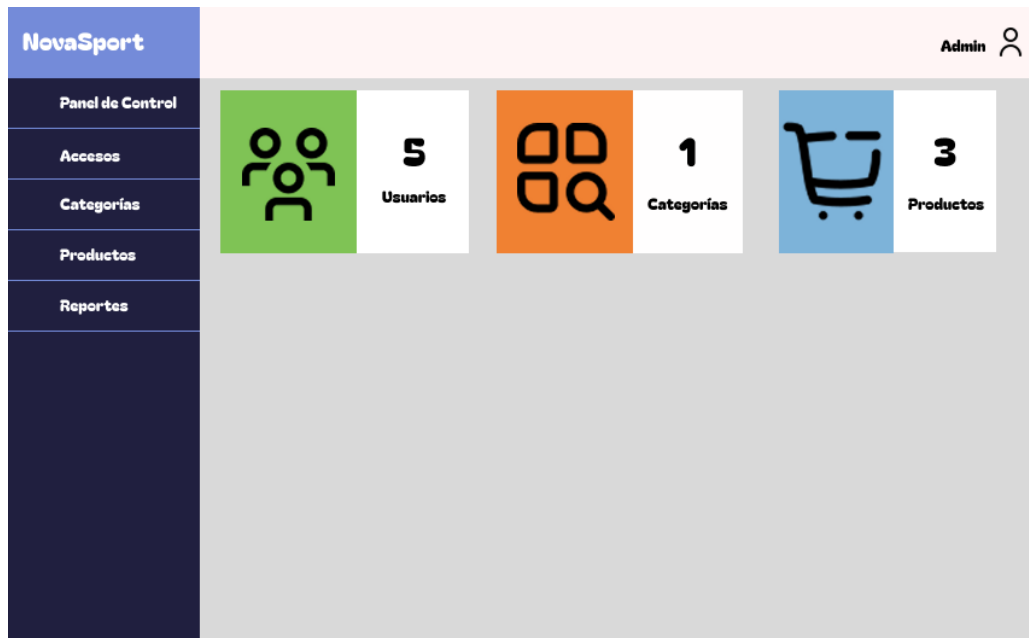 NovaSport
Admin
Panel de Control
Accesos
Categorías
Productos
Reportes
5
Usuarios
1
Categorías
3
Productos